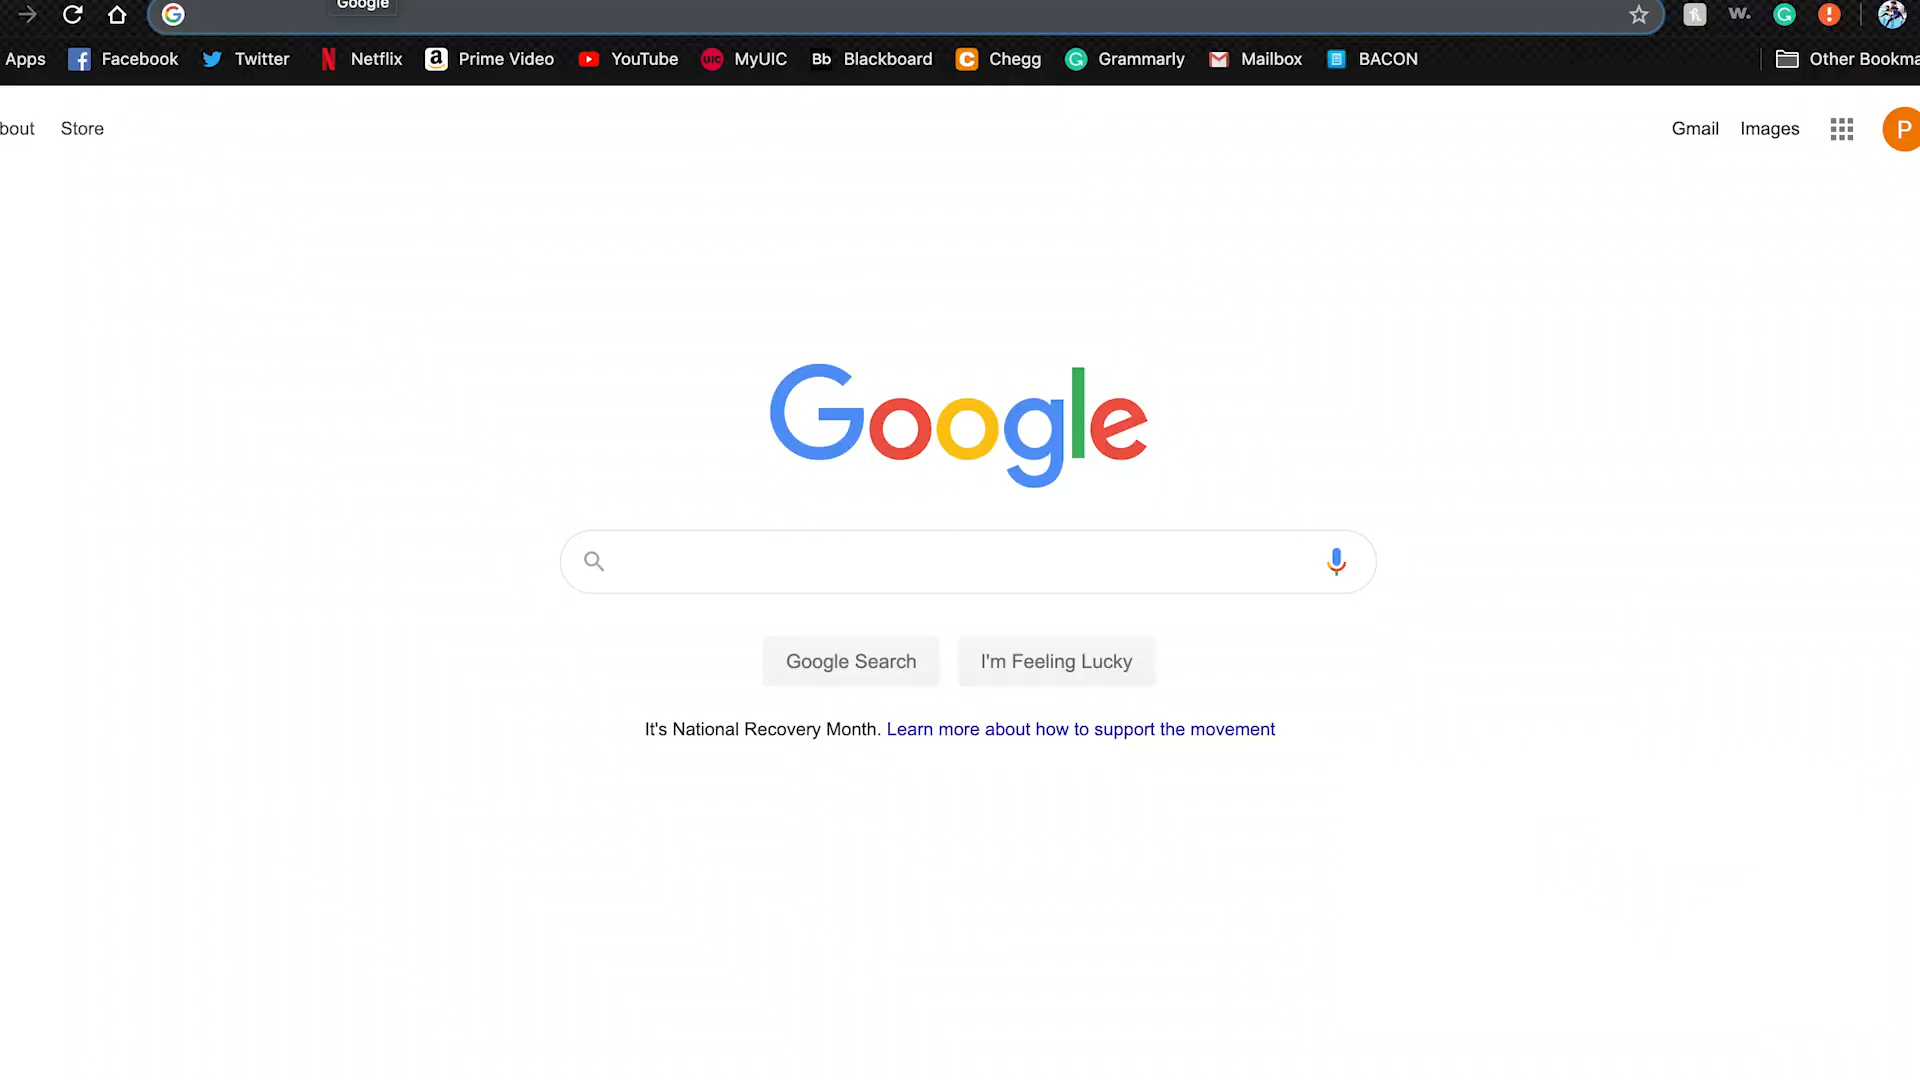 Google
Apps Facebook Twitter Netflix Prime Video YouTube MyUIC Bb Blackboard Chegg Grammarly Mailbox BACON Other Bookma
bout Store Gmail Images P
Google
Google Search I'm Feeling Lucky
It's National Recovery Month. Learn more about how to support the movement